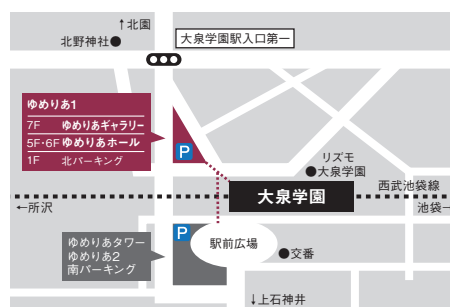 ↑北園
北野神社●
大泉学園駅入口第一
ゆめりあ1
7F ゆめりあギャラリー
5F・6F ゆめりあホール
1F 北パーキング
P
リズモ
●大泉学園
西武池袋線
大泉学園
←所沢
池袋→
P
ゆめりあタワー
ゆめりあ2
南パーキング
駅前広場
●交番
↓上石神井